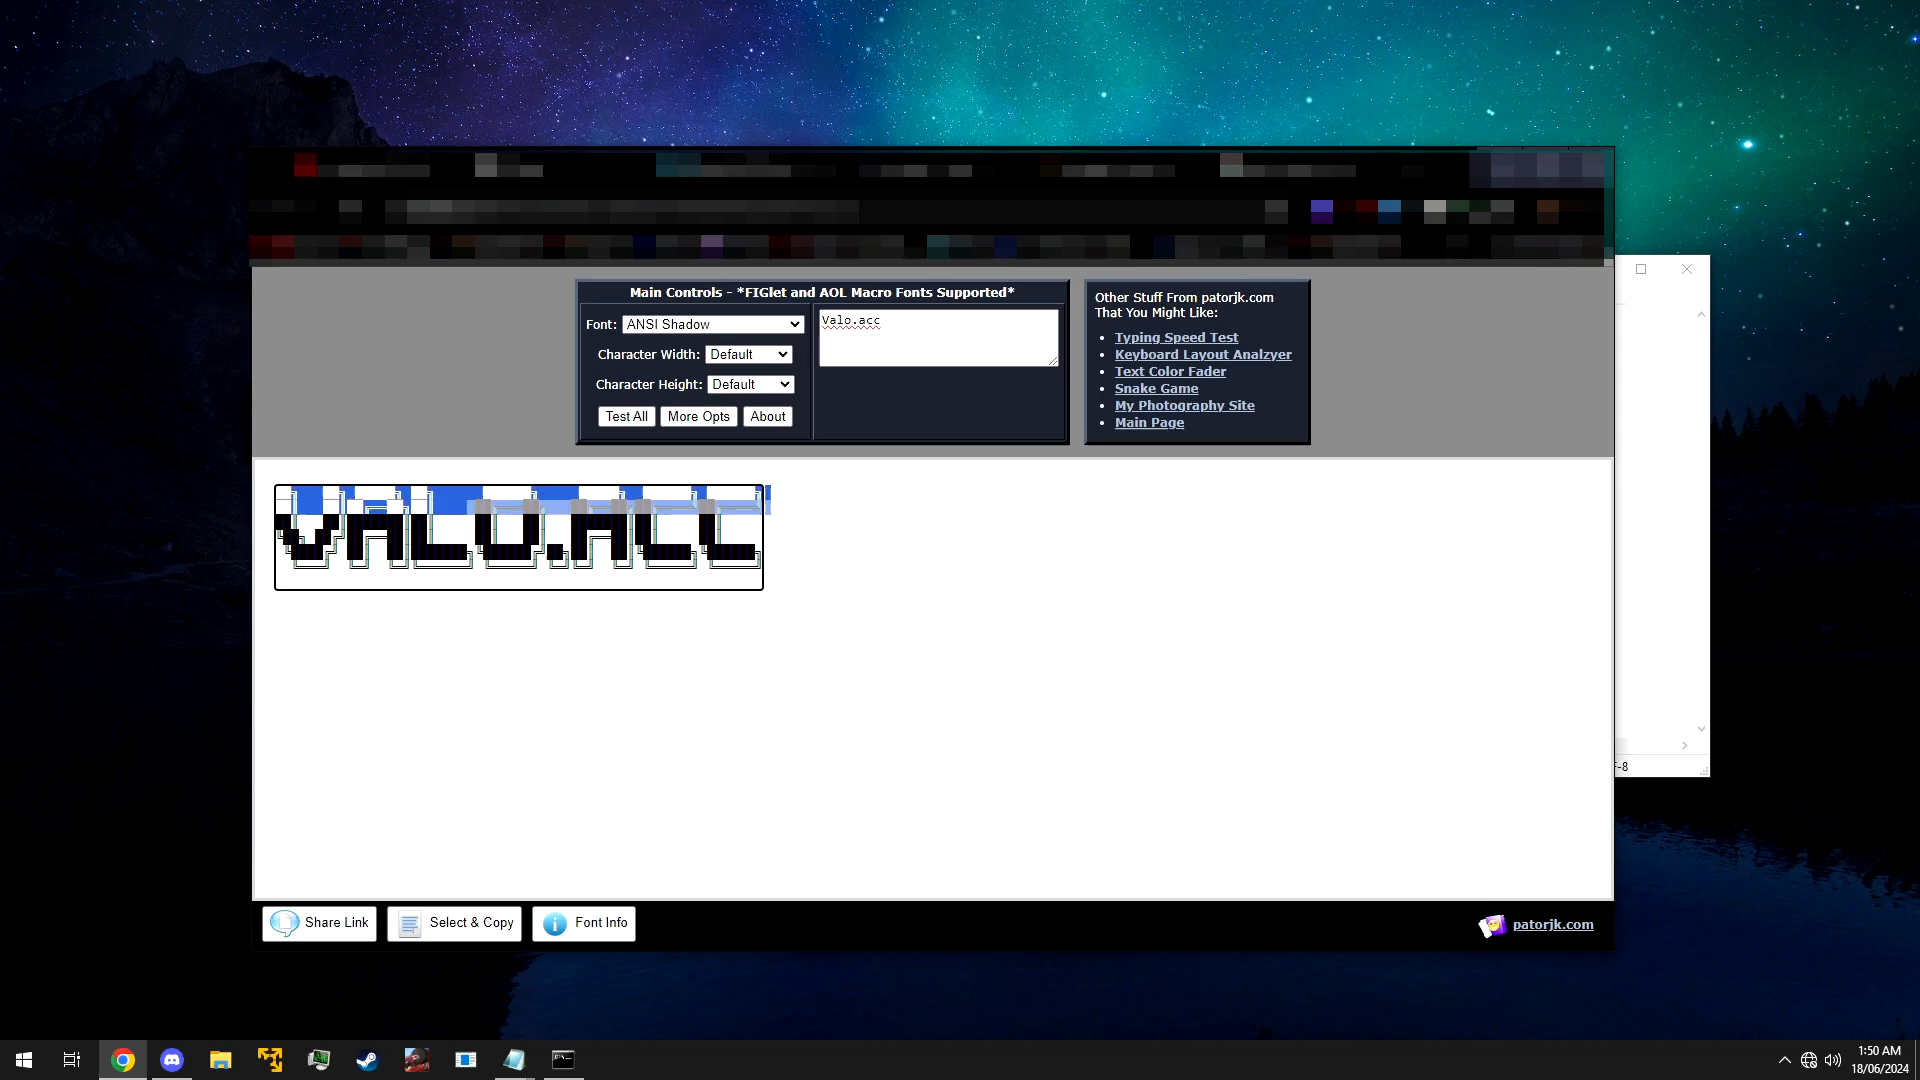 Main Controls - *FIGlet and AOL Macro Fonts Supported*
Font: ANSI Shadow
Character Width: Default
Character Height: Default
Test All More Opts About
Valo.acc
Other Stuff From patorjk.com
That You Might Like:
Typing Speed Test
Keyboard Layout Analzyer
Text Color Fader
Snake Game
My Photography Site
Main Page
VALO.ACC
Share Link
Select & Copy
Font Info
patorjk.com
F-8
1:50 AM
18/06/2024